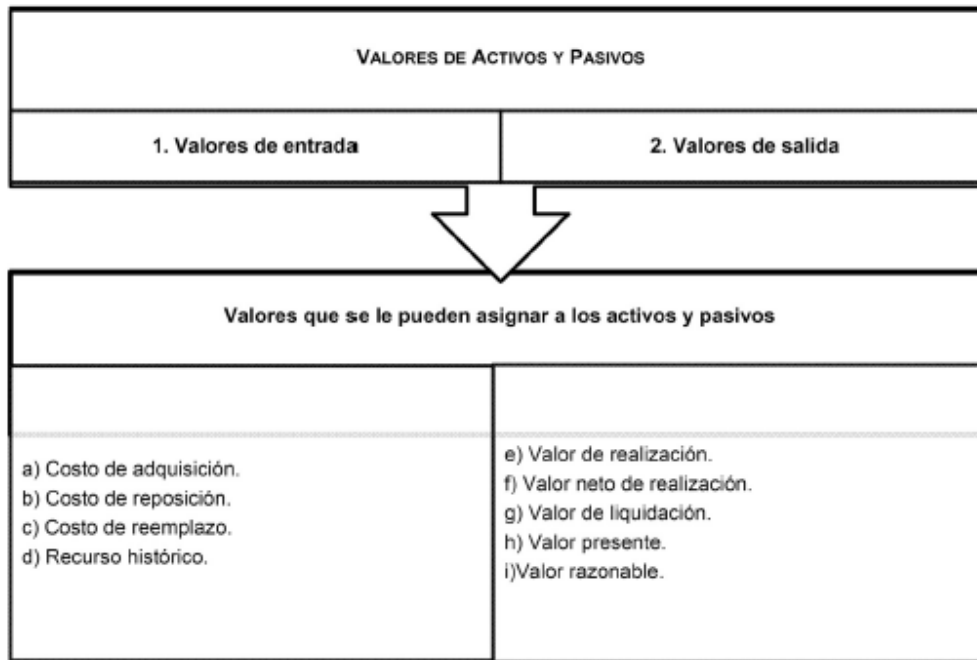 VALORES DE ACTIVOS Y PASIVOS
1. Valores de entrada
2. Valores de salida
Valores que se le pueden asignar a los activos y pasivos
a) Costo de adquisición.
b) Costo de reposición.
c) Costo de reemplazo.
d) Recurso histórico.
e) Valor de realización.
f) Valor neto de realización.
g) Valor de liquidación.
h) Valor presente.
i)Valor razonable.